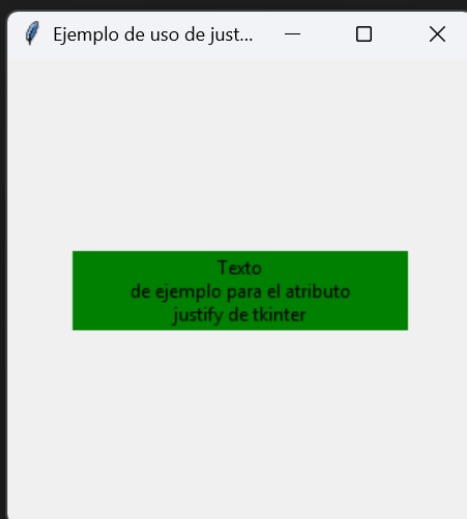 Ejemplo de uso de just...
Texto
de ejemplo para el atributo
justify de tkinter